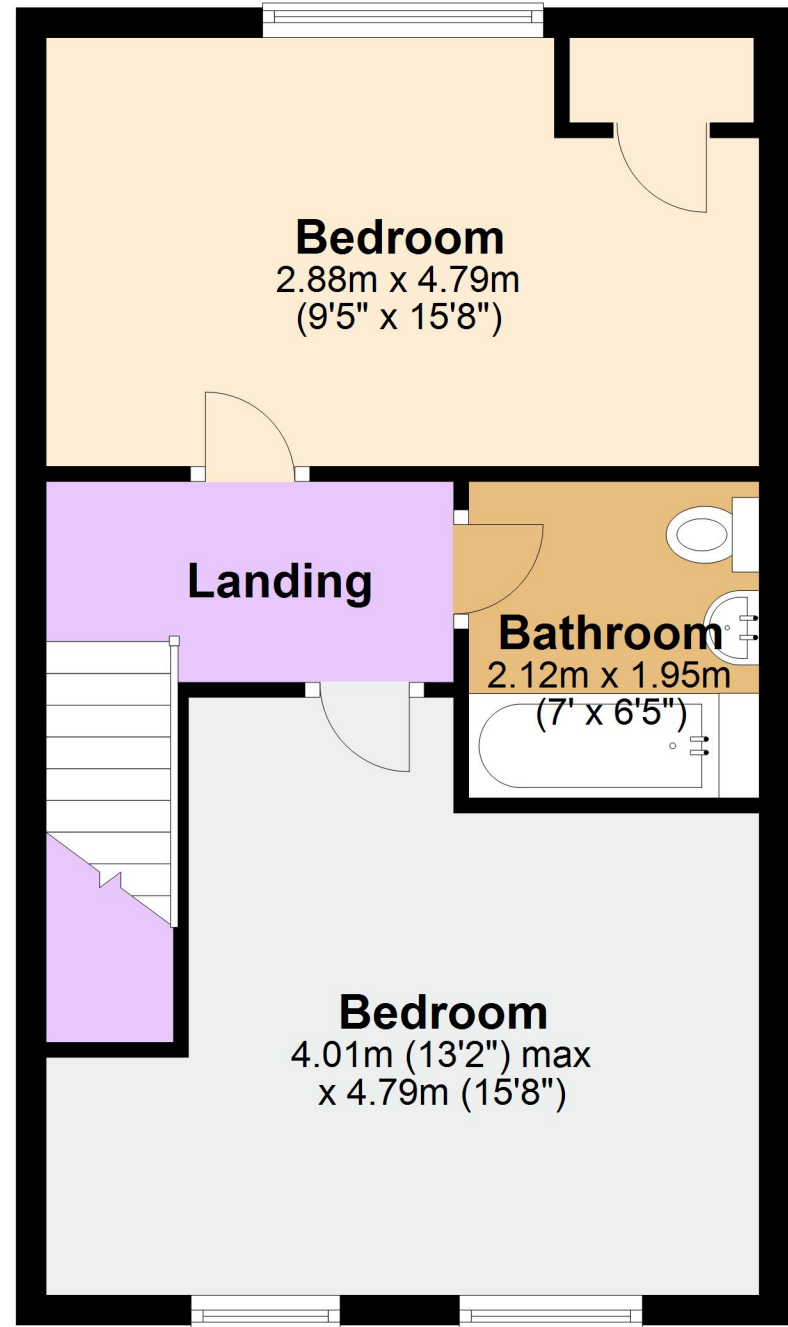 Bedroom
2.88m x 4.79m
(9'5" x 15'8")
Landing
Bathroom
2.12m x 1.95m
(7' x 6'5")
Bedroom
4.01m (13'2") max
x 4.79m (15'8")